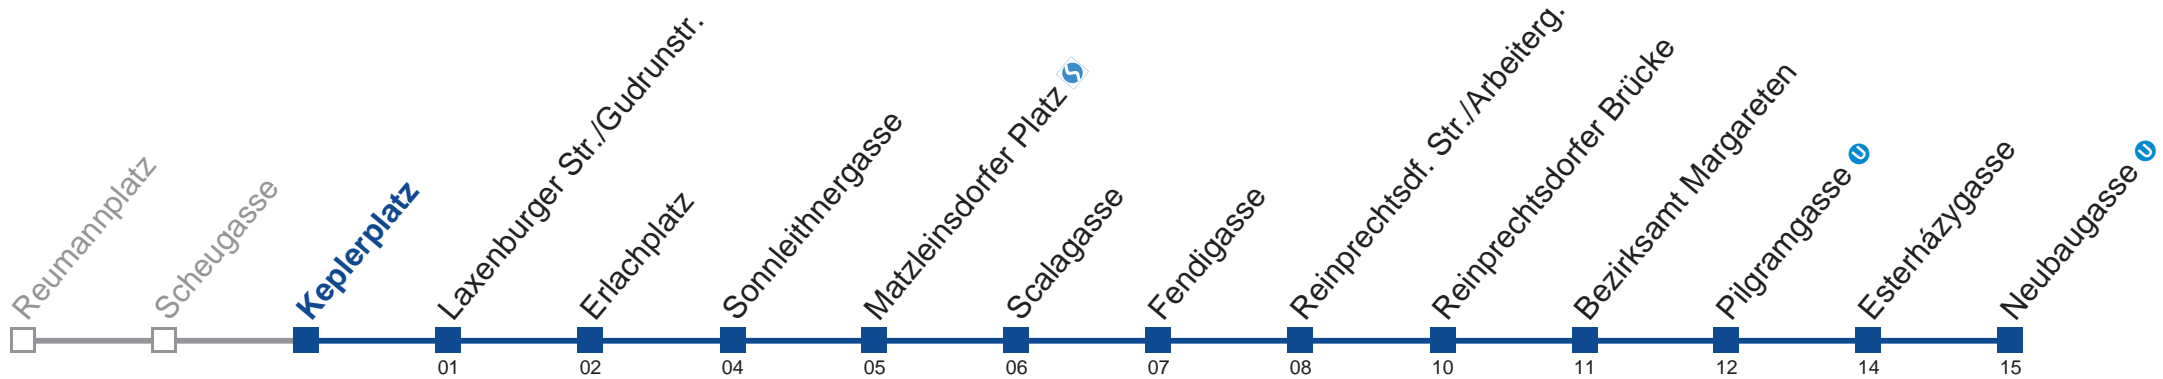 Reumannplatz
Scheugasse
Keplerplatz
Laxenburger Str./Gudrunstr.
Erlachplatz
Sonnleithnergasse
Matzleinsdorfer Platz S
Scalagasse
Fendigasse
Reinprechtsdf. Str./Arbeiterg.
Reinprechtsdorfer Brücke
Bezirksamt Margareten
Pilgramgasse U
Esterházygasse
Neubaugasse U
01 02 04 05 06 07 08 10 11 12 14 15